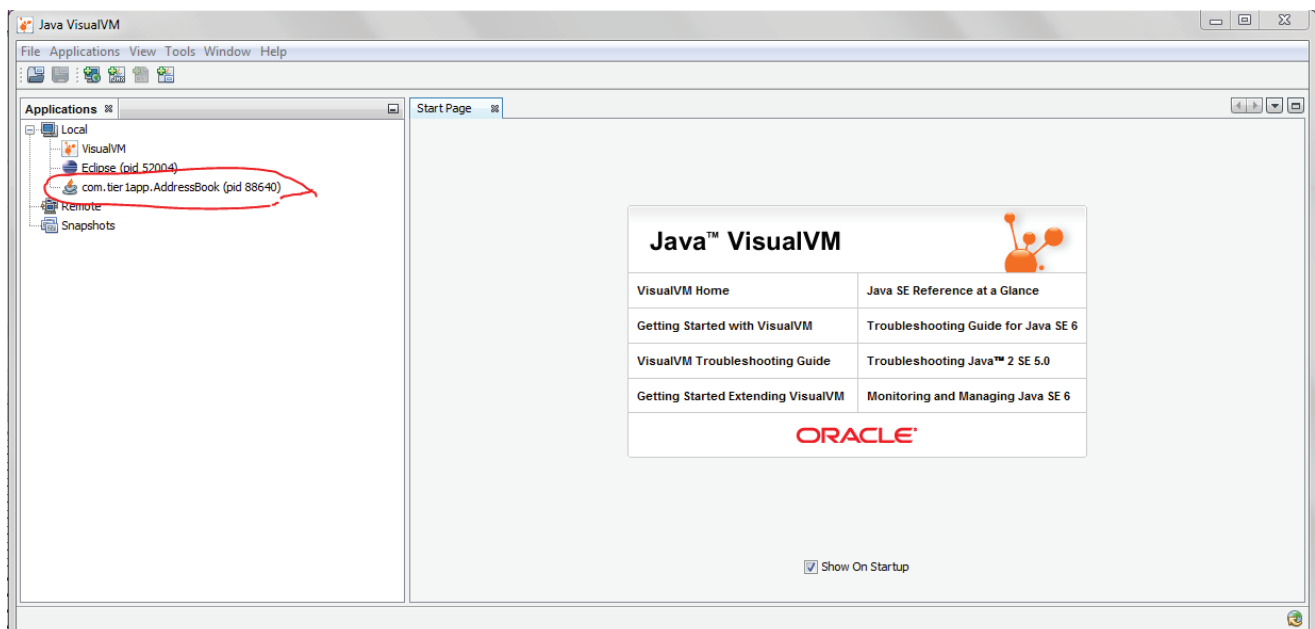 Java VisualVM
File Applications View Tools Window Help
Applications
Start Page
Local
VisualVM
Eclipse (pid 52004)
com.tier1app.AddressBook (pid 88640)
Remote
Snapshots
Java™ VisualVM
VisualVM Home
Java SE Reference at a Glance
Getting Started with VisualVM
Troubleshooting Guide for Java SE 6
VisualVM Troubleshooting Guide
Troubleshooting Java™ 2 SE 5.0
Getting Started Extending VisualVM
Monitoring and Managing Java SE 6
ORACLE
Show On Startup